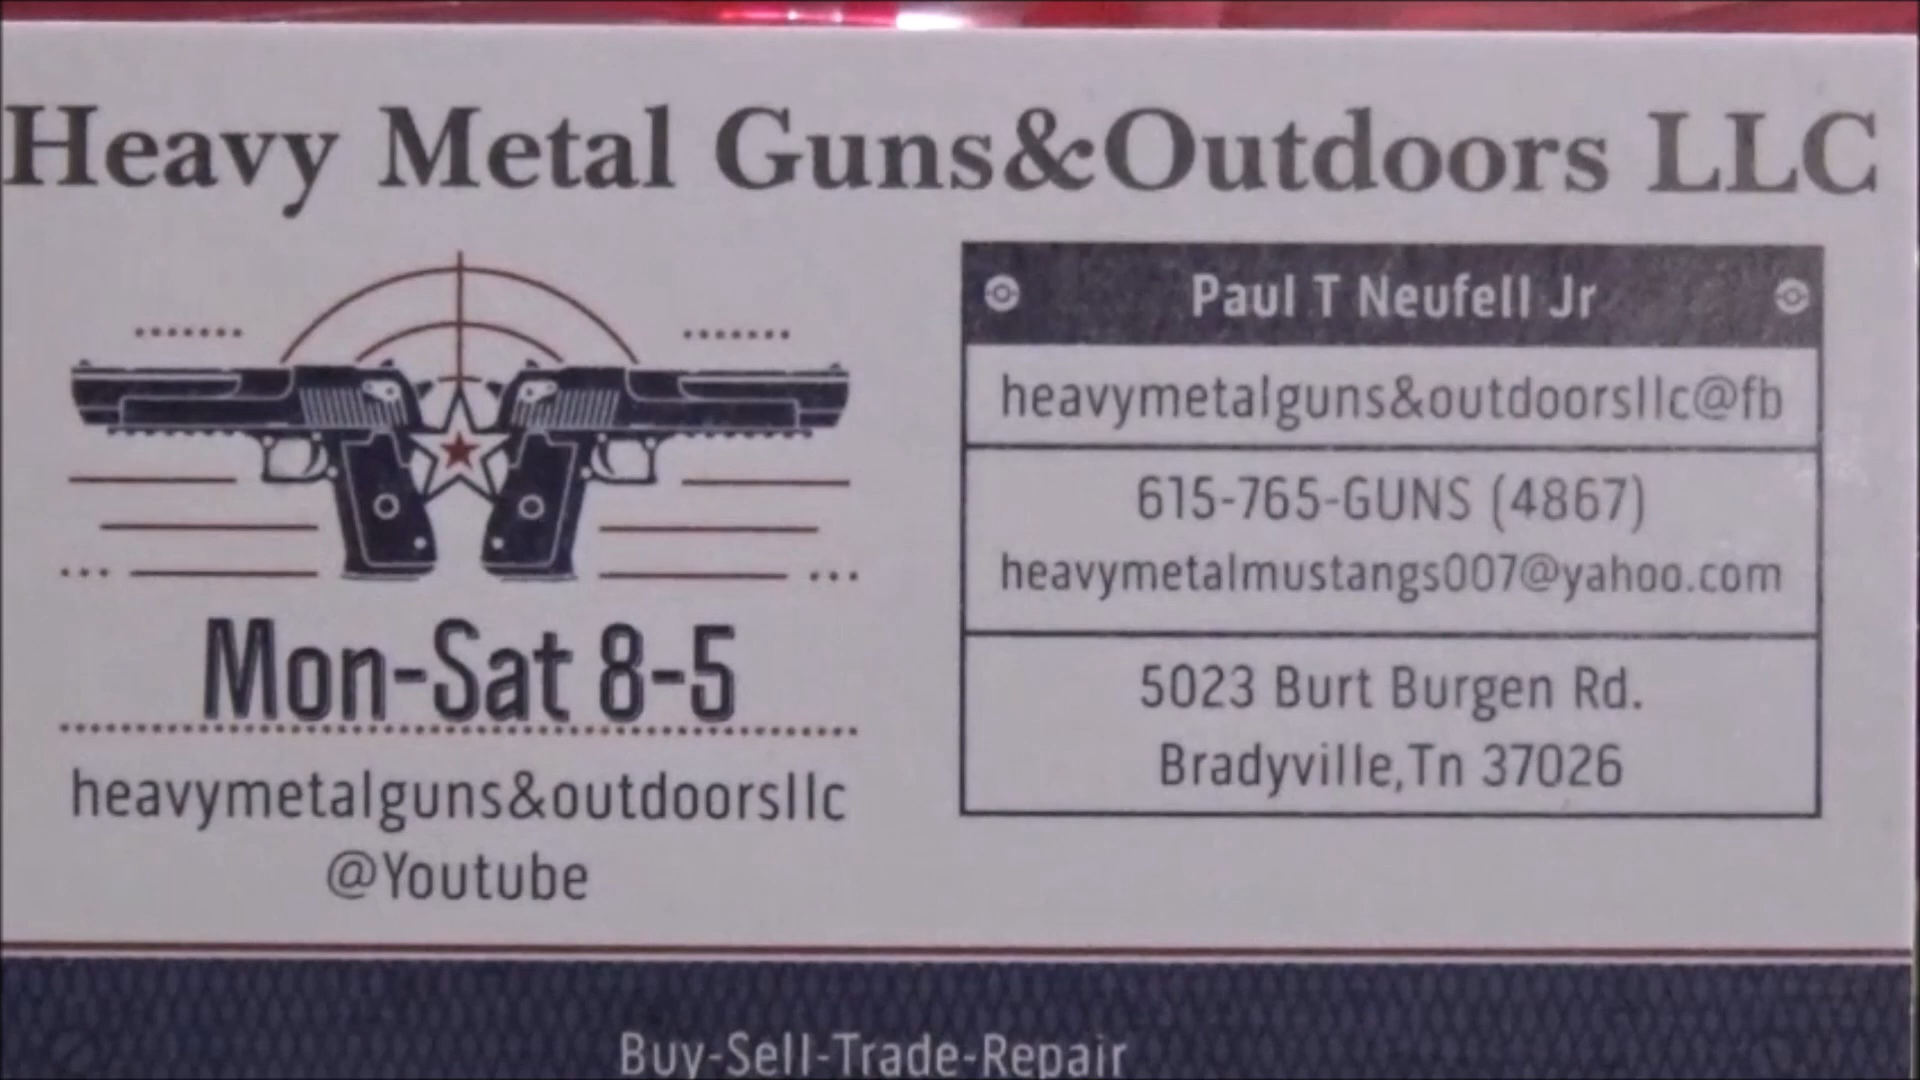 Heavy Metal Guns&Outdoors LLC
Mon-Sat 8-5
heavymetalguns&outdoorsllc
@Youtube
Paul T Neufell Jr
heavymetalguns&outdoorsllc@fb
615-765-GUNS (4867)
heavymetalmustangs007@yahoo.com
5023 Burt Burgen Rd.
Bradyville,Tn 37026
Buy-Sell-Trade-Repair